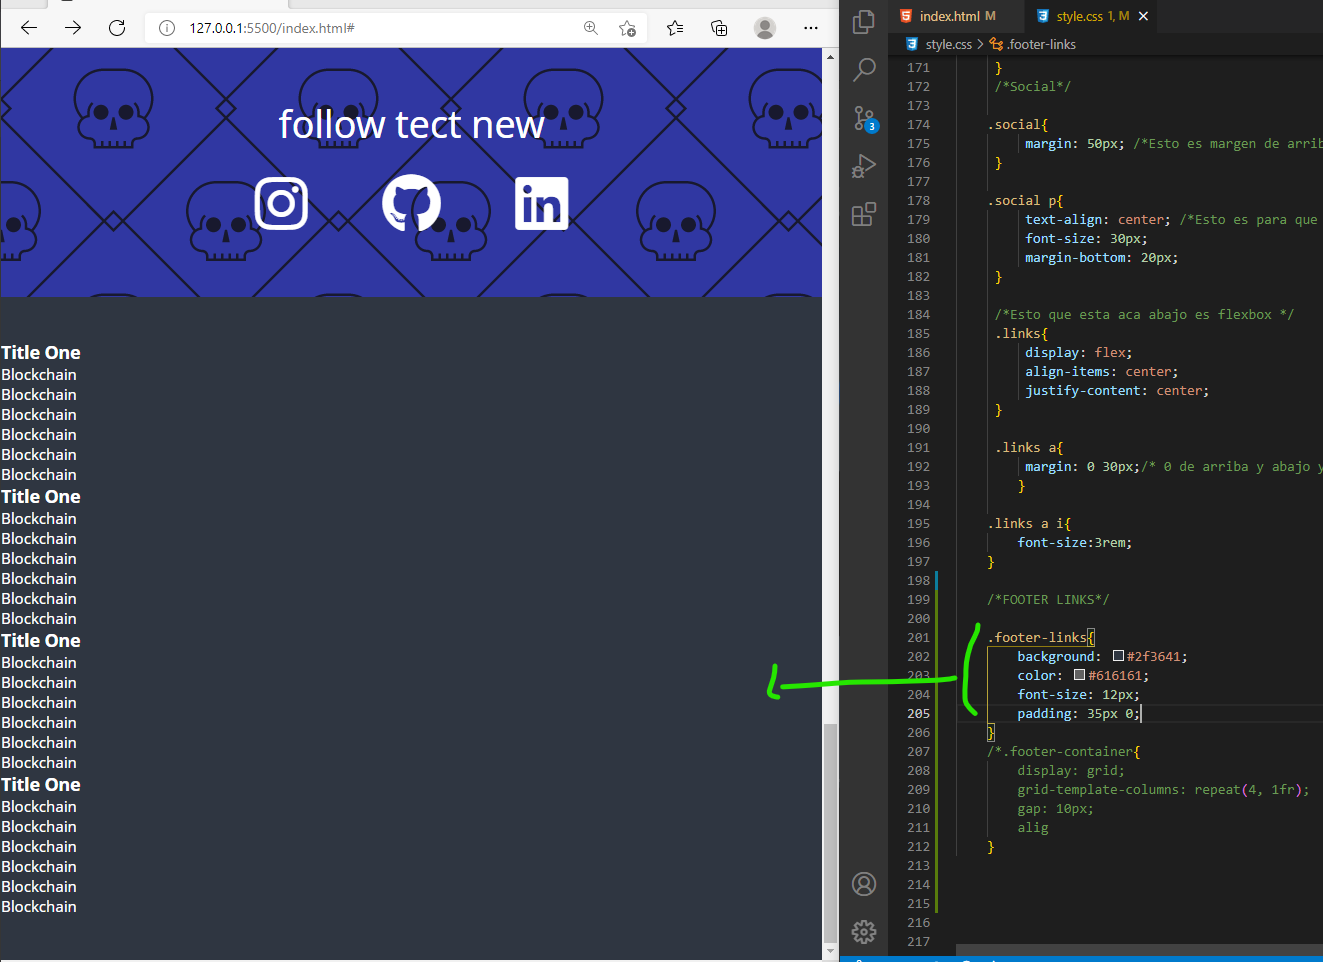 127.0.0.1:5500/index.html#
follow tect new
in
Title One
Blockchain
Blockchain
Blockchain
Blockchain
Blockchain
Blockchain
Title One
Blockchain
Blockchain
Blockchain
Blockchain
Blockchain
Blockchain
Title One
Blockchain
Blockchain
Blockchain
Blockchain
Blockchain
Blockchain
Title One
Blockchain
Blockchain
Blockchain
Blockchain
Blockchain
Blockchain
3
index.html M
style.css 1, M
style.css > .footer-links
171 }
172 /*Social*/
173
174 .social{
175 margin: 50px; /*Esto es margen de arrib
176 }
177
178 .social p{
179 text-align: center; /*Esto es para que
180 font-size: 30px;
181 margin-bottom: 20px;
182 }
183
184 /*Esto que esta aca abajo es flexbox */
185 .links{
186 display: flex;
187 align-items: center;
188 justify-content: center;
189 }
190
191 .links a{
192 margin: 0 30px;/* 0 de arriba y abajo y
193 }
194
195 .links a i{
196 font-size:3rem;
197 }
198
199 /*FOOTER LINKS*/
200
201 .footer-links{
202 background: #2f3641;
203 color: #616161;
204 font-size: 12px;
205 padding: 35px 0;
206 }
207 /*.footer-container{
208 display: grid;
209 grid-template-columns: repeat(4, 1fr);
210 gap: 10px;
211 alig
212 }
213
214
215
216
217